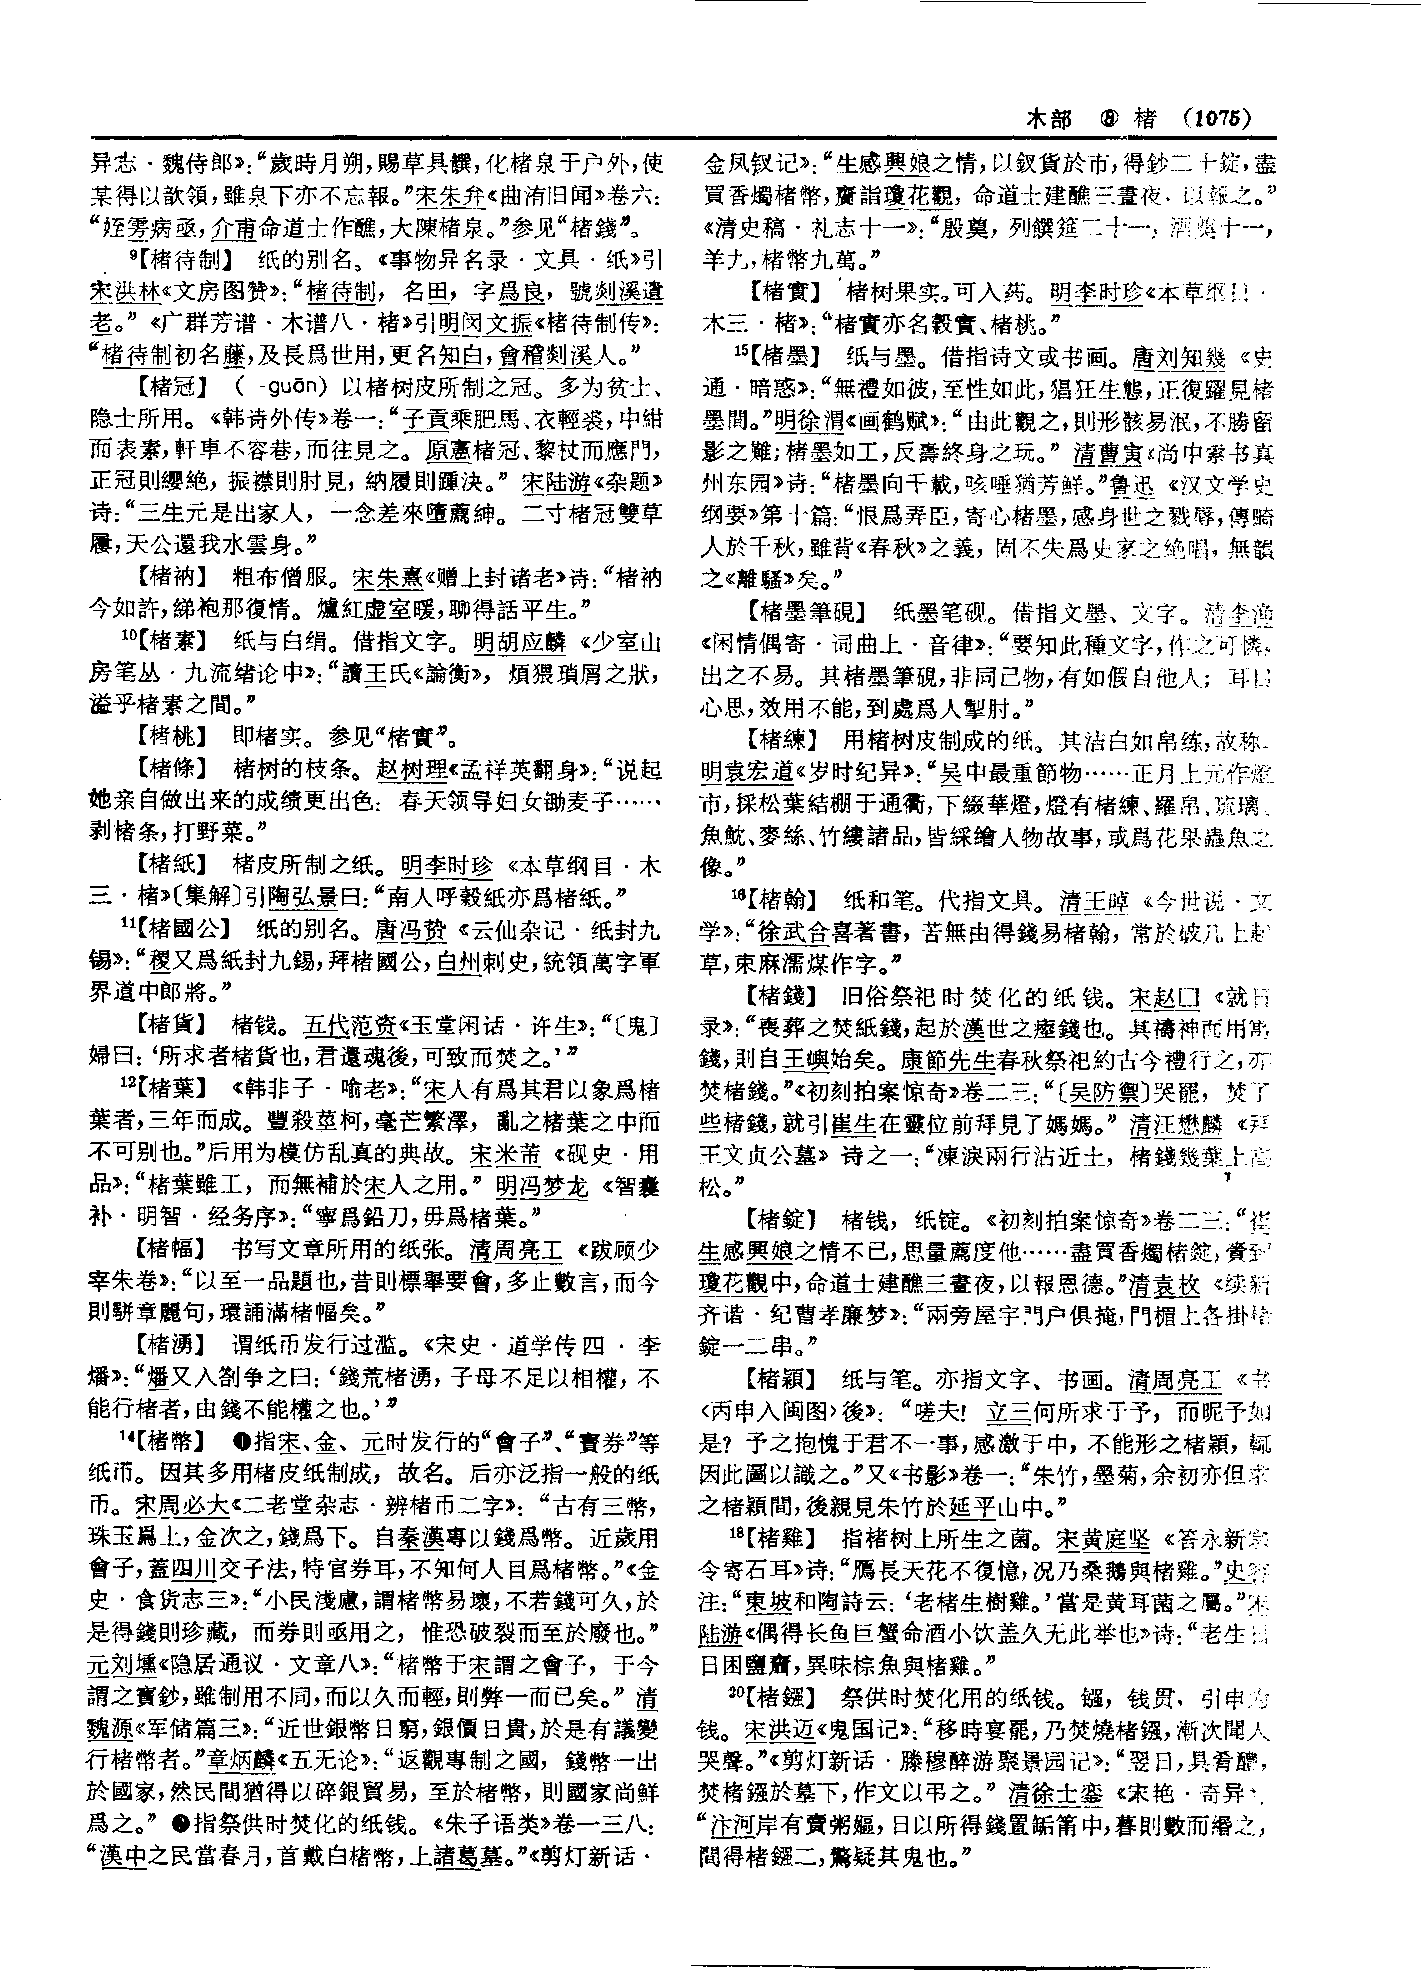 木部 ⑧ 楮 (1075)
异志·魏侍郎》：“歲時月朔，賜草具饌，化楮泉于户外，使
某得以歆領，雖泉下亦不忘報。”宋朱弁《曲洧旧闻》卷六：
“姪雱病亟，介甫命道士作醮，大陳楮泉。”参见“楮錢”。
⁹【楮待制】 纸的别名。《事物异名录·文具·纸》引
宋洪林《文房图赞》：“楮待制，名田，字爲良，號剡溪遺
老。”《广群芳谱·木谱八·楮》引明闵文振《楮待制传》：
“楮待制初名藤，及長爲世用，更名知白，會稽剡溪人。”
【楮冠】 （-guān）以楮树皮所制之冠。多为贫士、
隐士所用。《韩诗外传》卷一：“子貢乘肥馬、衣輕裘，中紺
而表素，軒車不容巷，而往見之。原憲楮冠、黎杖而應門，
正冠則纓絶，振襟則肘見，納履則踵決。”宋陆游《杂题》
诗：“三生元是出家人，一念差來墮薦紳。二寸楮冠雙草
屨，天公還我水雲身。”
【楮衲】 粗布僧服。宋朱熹《赠上封诸老》诗：“楮衲
今如許，綈袍那復情。爐紅虚室暖，聊得話平生。”
¹⁰【楮素】 纸与白绢。借指文字。明胡应麟《少室山
房笔丛·九流绪论中》：“讀王氏《論衡》，煩猥瑣屑之狀，
溢乎楮素之間。”
【楮桃】 即楮实。参见“楮實”。
【楮條】 楮树的枝条。赵树理《孟祥英翻身》：“说起
她亲自做出来的成绩更出色：春天领导妇女锄麦子……
剥楮条，打野菜。”
【楮紙】 楮皮所制之纸。明李时珍《本草纲目·木
三·楮》〔集解〕引陶弘景曰：“南人呼穀紙亦爲楮紙。”
¹¹【楮國公】 纸的别名。唐冯贽《云仙杂记·纸封九
锡》：“稷又爲紙封九錫，拜楮國公，白州刺史，統領萬字軍
界道中郎將。”
【楮貨】 楮钱。五代范资《玉堂闲话·许生》：“〔鬼〕
婦曰：‘所求者楮貨也，君還魂後，可致而焚之。’”
¹²【楮葉】 《韩非子·喻老》：“宋人有爲其君以象爲楮
葉者，三年而成。豐殺莖柯，毫芒繁澤，亂之楮葉之中而
不可别也。”后用为模仿乱真的典故。宋米芾《砚史·用
品》：“楮葉雖工，而無補於宋人之用。”明冯梦龙《智囊
补·明智·经务序》：“寧爲鉛刀，毋爲楮葉。”
【楮幅】 书写文章所用的纸张。清周亮工《跋顾少
宰朱卷》：“以至一品題也，昔則標舉要會，多止數言，而今
則駢章麗句，環誦滿楮幅矣。”
【楮湧】 谓纸币发行过滥。《宋史·道学传四·李
燔》：“燔又入劄争之曰：‘錢荒楮湧，子母不足以相權，不
能行楮者，由錢不能權之也。’”
¹⁴【楮幣】 ❶指宋、金、元时发行的“會子”、“寶券”等
纸币。因其多用楮皮纸制成，故名。后亦泛指一般的纸
币。宋周必大《二老堂杂志·辨楮币二字》：“古有三幣，
珠玉爲上，金次之，錢爲下。自秦漢專以錢爲幣。近歲用
會子，蓋四川交子法，特官券耳，不知何人目爲楮幣。”《金
史·食货志三》：“小民淺慮，謂楮幣易壞，不若錢可久，於
是得錢則珍藏，而券則亟用之，惟恐破裂而至於廢也。”
元刘壎《隐居通议·文章八》：“楮幣于宋謂之會子，于今
謂之寶鈔，雖制用不同，而以久而輕，則弊一而已矣。”清
魏源《军储篇三》：“近世銀幣日窮，銀價日貴，於是有議變
行楮幣者。”章炳麟《五无论》：“返觀專制之國，錢幣一出
於國家，然民間猶得以碎銀貿易，至於楮幣，則國家尚鮮
爲之。”❷指祭供时焚化的纸钱。《朱子语类》卷一三八：
“漢中之民當春月，首戴白楮幣，上諸葛墓。”《剪灯新话·
金凤钗记》：“生感興娘之情，以釵貨於市，得鈔二十錠，盡
買香燭楮幣，齎詣瓊花觀，命道士建醮三晝夜，以報之。”
《清史稿·礼志十一》：“殷奠，列饌筵二十一，酒尊十一，
羊九，楮幣九萬。”
【楮實】 楮树果实。可入药。明李时珍《本草纲目·
木三·楮》：“楮實亦名穀實、楮桃。”
¹⁵【楮墨】 纸与墨。借指诗文或书画。唐刘知幾《史
通·暗惑》：“無禮如彼，至性如此，猖狂生態，正復躍見楮
墨間。”明徐渭《画鹤赋》：“由此觀之，則形骸易泯，不勝留
影之難；楮墨如工，反壽終身之玩。”清曹寅《尚中索书真
州东园》诗：“楮墨向千載，咳唾猶芳鮮。”鲁迅《汉文学史
纲要》第十篇：“恨爲弄臣，寄心楮墨，感身世之戮辱，傳畸
人於千秋，雖背《春秋》之義，固不失爲史家之絶唱，無韻
之《離騷》矣。”
【楮墨筆硯】 纸墨笔砚。借指文墨、文字。清李渔
《闲情偶寄·词曲上·音律》：“要知此種文字，作之可憐，
出之不易。其楮墨筆硯，非同己物，有如假自他人；耳目
心思，效用不能，到處爲人掣肘。”
【楮練】 用楮树皮制成的纸。其洁白如帛练，故称。
明袁宏道《岁时纪异》：“吴中最重節物……正月上元作燈
市，採松葉結棚于通衢，下綴華燈，燈有楮練、羅帛、琉璃、
魚魫、麥絲、竹縷諸品，皆綵繪人物故事，或爲花果蟲魚之
像。”
¹⁶【楮翰】 纸和笔。代指文具。清王晫《今世说·文
学》：“徐武合喜著書，苦無由得錢易楮翰，常於破几上起
草，束麻濡煤作字。”
【楮錢】 旧俗祭祀时焚化的纸钱。宋赵□《就日
录》：“喪葬之焚紙錢，起於漢世之瘞錢也。其禱神而用寓
錢，則自王嶼始矣。康節先生春秋祭祀約古今禮行之，亦
焚楮錢。”《初刻拍案惊奇》卷二三：“〔吴防禦〕哭罷，焚了
些楮錢，就引崔生在靈位前拜見了媽媽。”清汪懋麟《拜
王文贞公墓》诗之一：“凍淚兩行沾近土，楮錢幾葉上高
松。”
【楮錠】 楮钱，纸锭。《初刻拍案惊奇》卷二三：“崔
生感興娘之情不已，思量薦度他……盡買香燭楮錠，賫到
瓊花觀中，命道士建醮三晝夜，以報恩德。”清袁枚《续新
齐谐·纪曹孝廉梦》：“兩旁屋宇門户俱掩，門楣上各掛楮
錠一二串。”
【楮穎】 纸与笔。亦指文字、书画。清周亮工《书
〈丙申入闽图〉後》：“嗟夫！立三何所求于予，而昵予如
是？予之抱愧于君不一事，感激于中，不能形之楮穎，輒
因此圖以識之。”又《书影》卷一：“朱竹，墨菊，余初亦但求
之楮穎間，後親見朱竹於延平山中。”
¹⁸【楮雞】 指楮树上所生之菌。宋黄庭坚《答永新宗
令寄石耳》诗：“鴈長天花不復憶，况乃桑鵝與楮雞。”史容
注：“東坡和陶詩云：‘老楮生樹雞。’當是黄耳菌之屬。”宋
陆游《偶得长鱼巨蟹命酒小饮盖久无此举也》诗：“老生日
日困鹽齏，異味棕魚與楮雞。”
²⁰【楮鏹】 祭供时焚化用的纸钱。镪，钱贯，引申为
钱。宋洪迈《鬼国记》：“移時宴罷，乃焚燒楮鏹，漸次聞人
哭聲。”《剪灯新话·滕穆醉游聚景园记》：“翌日，具肴醴，
焚楮鏹於墓下，作文以弔之。”清徐士銮《宋艳·奇异》：
“汴河岸有賣粥嫗，日以所得錢置缿筩中，暮則數而緡之，
間得楮鏹二，驚疑其鬼也。”